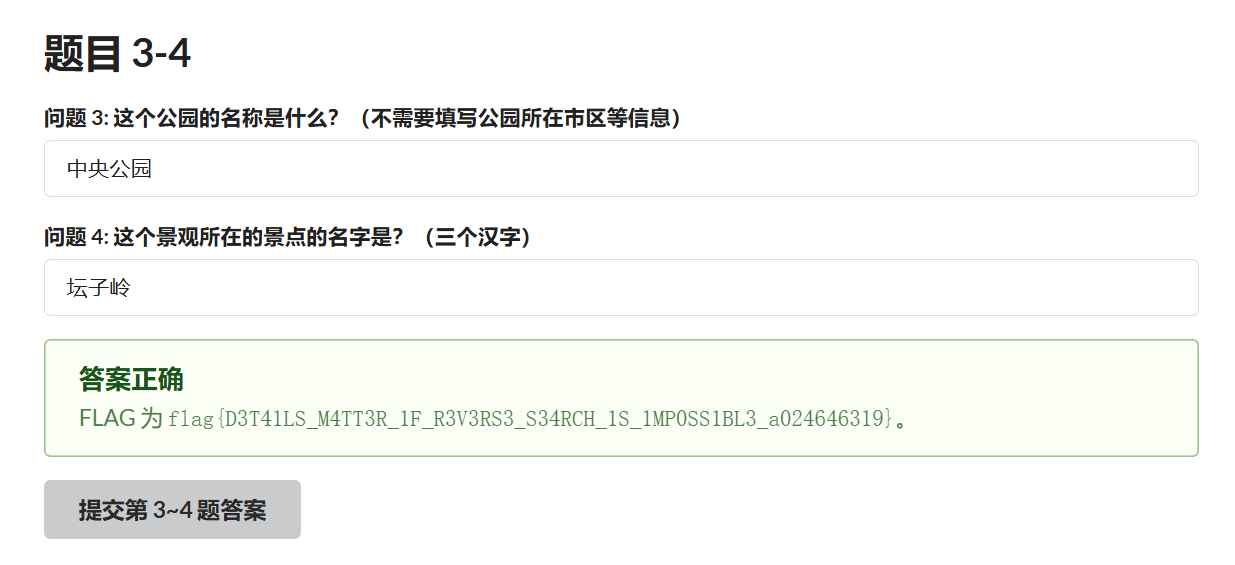 题目 3-4
问题 3: 这个公园的名称是什么？（不需要填写公园所在市区等信息）
中央公园
问题 4: 这个景观所在的景点的名字是？（三个汉字）
坛子岭
答案正确
FLAG 为 flag{D3T41LS_M4TT3R_1F_R3V3RS3_S34RCH_1S_1MP0SS1BL3_a024646319}。
提交第 3~4 题答案